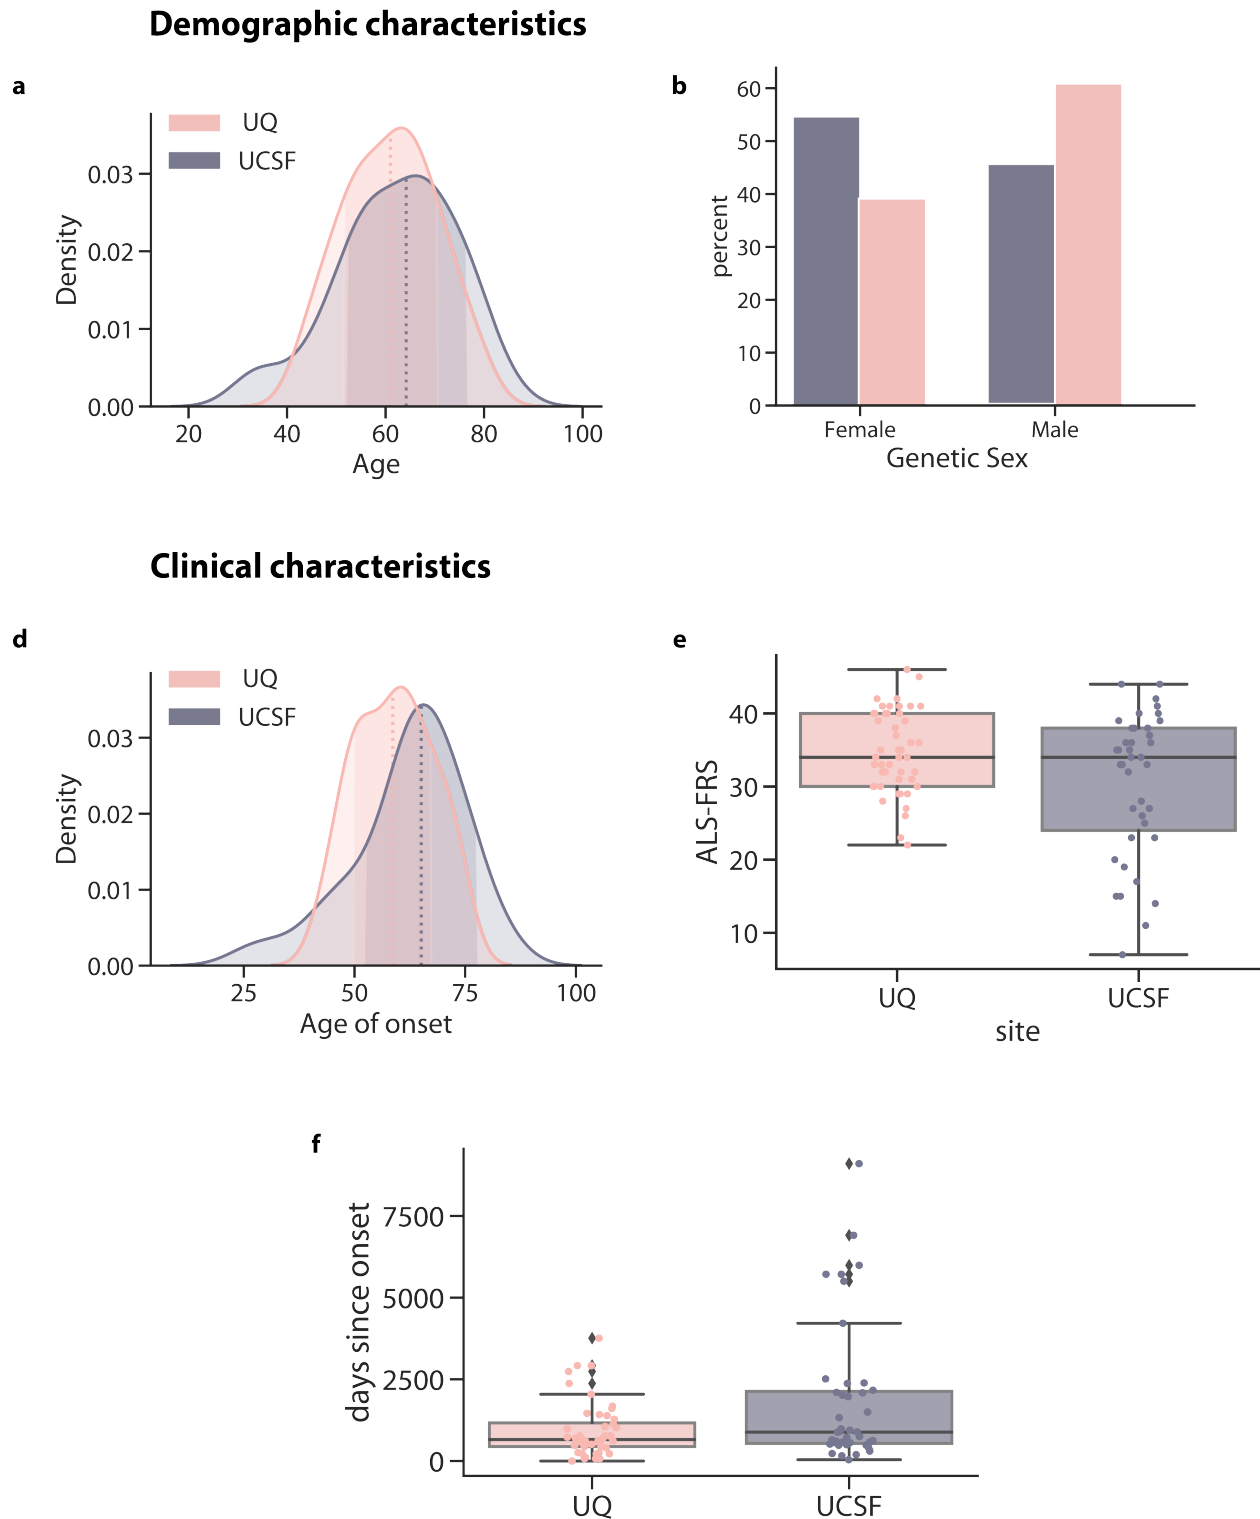 Demographic characteristics
a
UQ
UCSF
0.03
0.02
0.01
0.00
Density
20 40 60 80 100
Age
b
60
50
40
30
20
10
0
percent
Female Male
Genetic Sex
Clinical characteristics
d
UQ
UCSF
0.03
0.02
0.01
0.00
Density
25 50 75 100
Age of onset
e
40
30
20
10
ALS-FRS
UQ UCSF
site
f
7500
5000
2500
0
days since onset
UQ UCSF